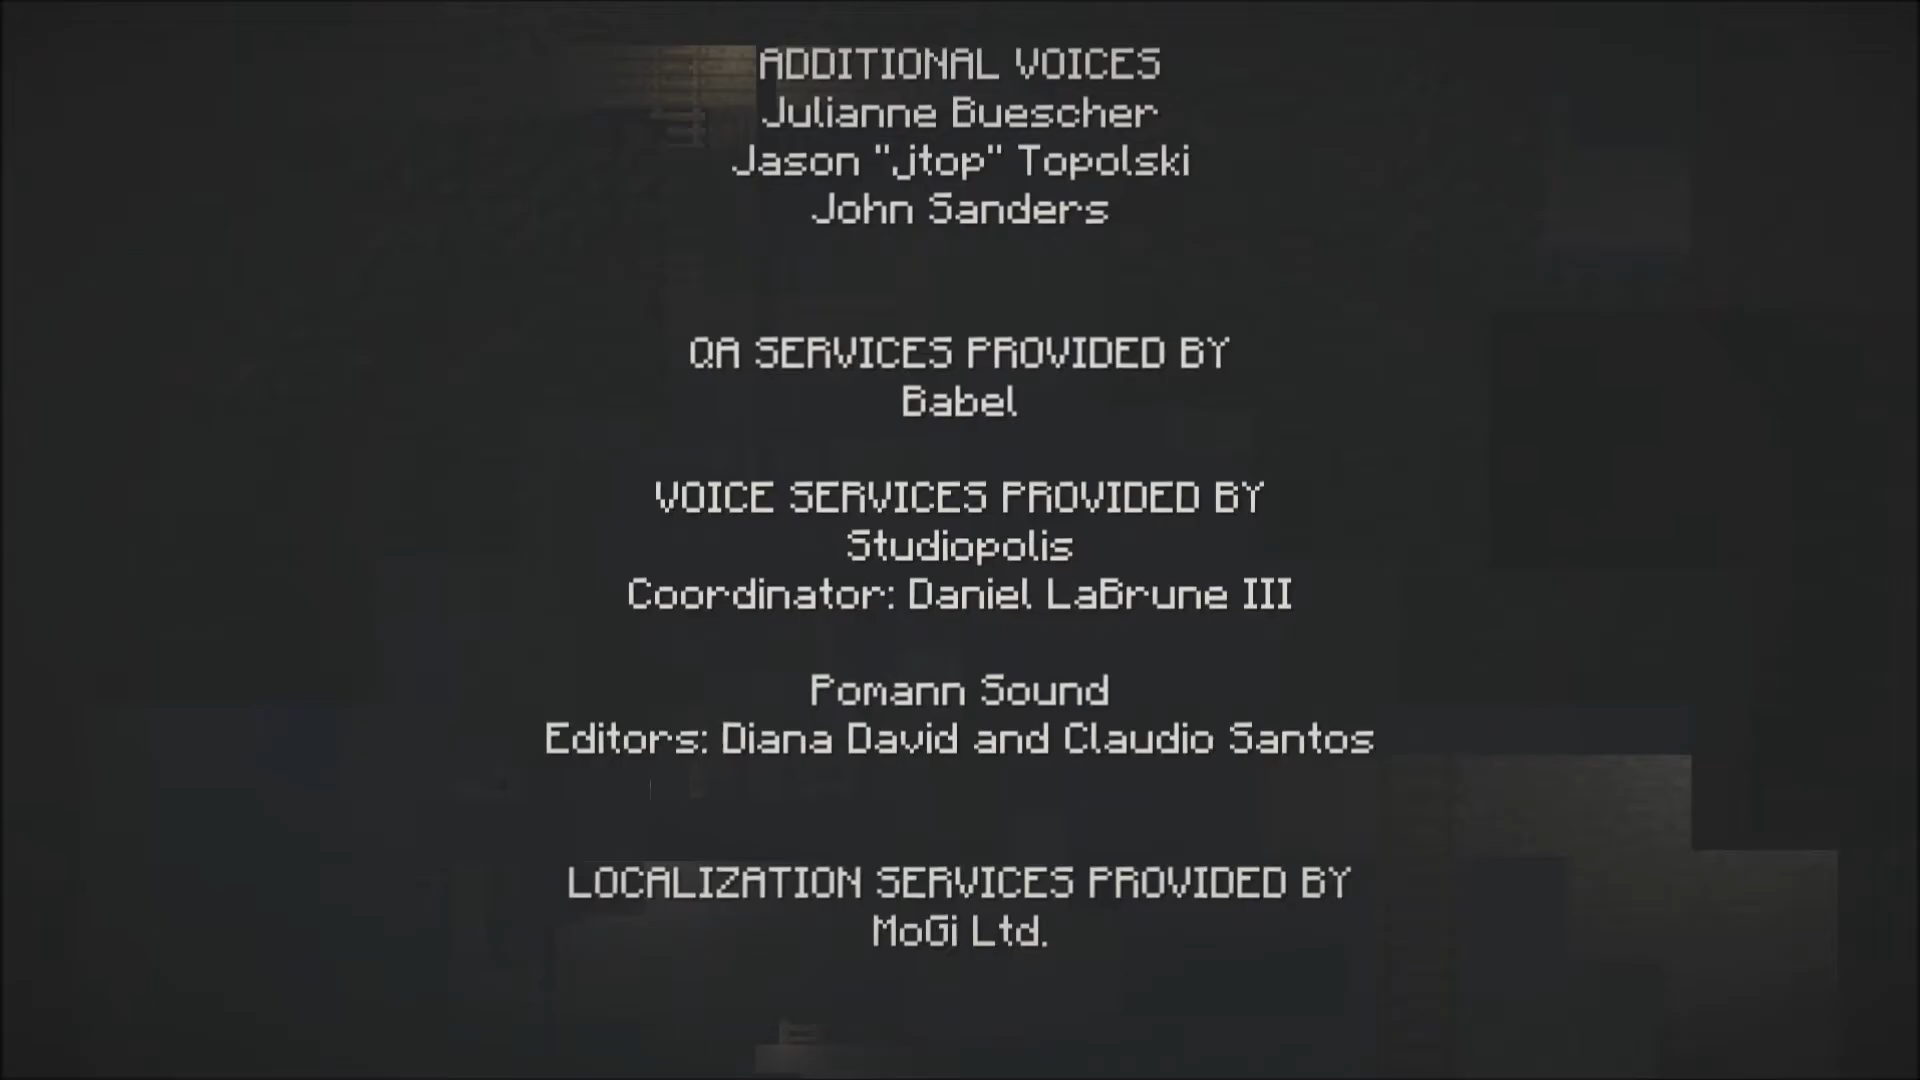 ADDITIONAL VOICES
Julianne Buescher
Jason "jtop" Topolski
John Sanders
QA SERVICES PROVIDED BY
Babel
VOICE SERVICES PROVIDED BY
Studiopolis
Coordinator: Daniel LaBrune III
Pomann Sound
Editors: Diana David and Claudio Santos
LOCALIZATION SERVICES PROVIDED BY
MoGi Ltd.